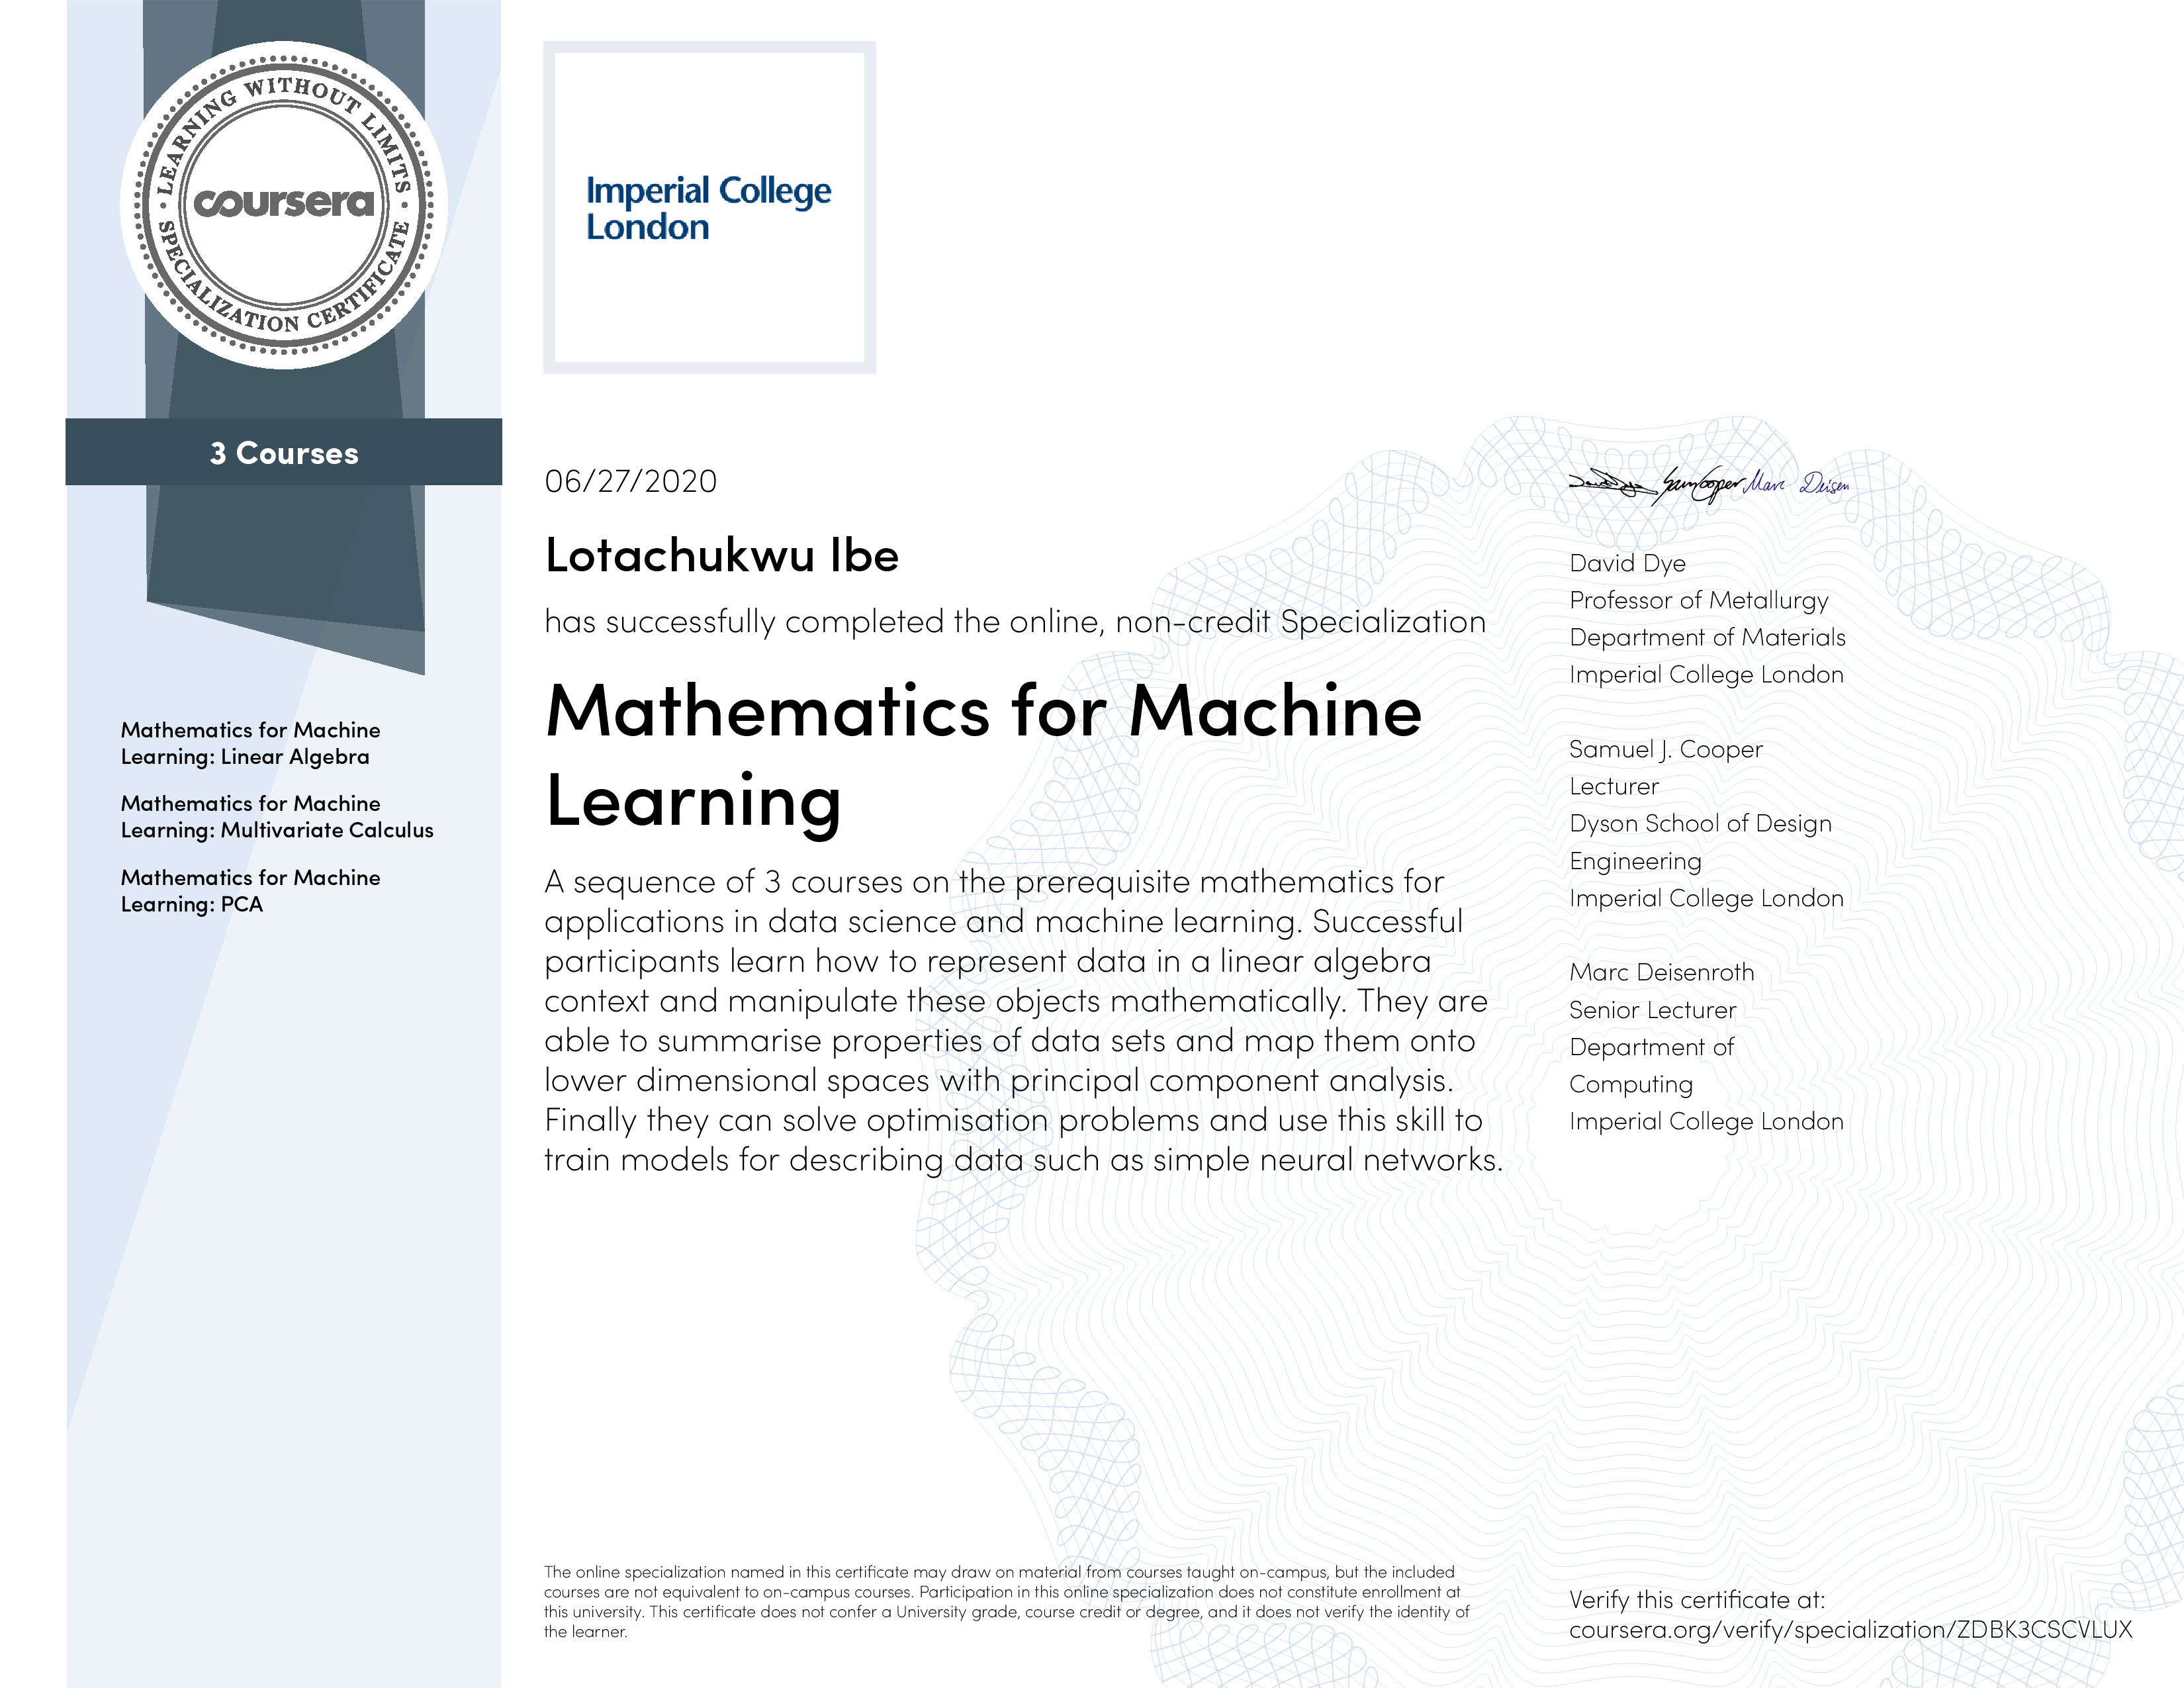 LEARNING WITHOUT LIMITS
coursera
SPECIALIZATION CERTIFICATE
3 Courses
Mathematics for Machine
Learning: Linear Algebra
Mathematics for Machine
Learning: Multivariate Calculus
Mathematics for Machine
Learning: PCA
Imperial College
London
06/27/2020
Lotachukwu Ibe
has successfully completed the online, non-credit Specialization
Mathematics for Machine
Learning
A sequence of 3 courses on the prerequisite mathematics for
applications in data science and machine learning. Successful
participants learn how to represent data in a linear algebra
context and manipulate these objects mathematically. They are
able to summarise properties of data sets and map them onto
lower dimensional spaces with principal component analysis.
Finally they can solve optimisation problems and use this skill to
train models for describing data such as simple neural networks.
David Dye Sam Cooper Marc Deisen
David Dye
Professor of Metallurgy
Department of Materials
Imperial College London
Samuel J. Cooper
Lecturer
Dyson School of Design
Engineering
Imperial College London
Marc Deisenroth
Senior Lecturer
Department of
Computing
Imperial College London
The online specialization named in this certificate may draw on material from courses taught on-campus, but the included
courses are not equivalent to on-campus courses. Participation in this online specialization does not constitute enrollment at
this university. This certificate does not confer a University grade, course credit or degree, and it does not verify the identity of
the learner.
Verify this certificate at:
coursera.org/verify/specialization/ZDBK3CSCVLUX